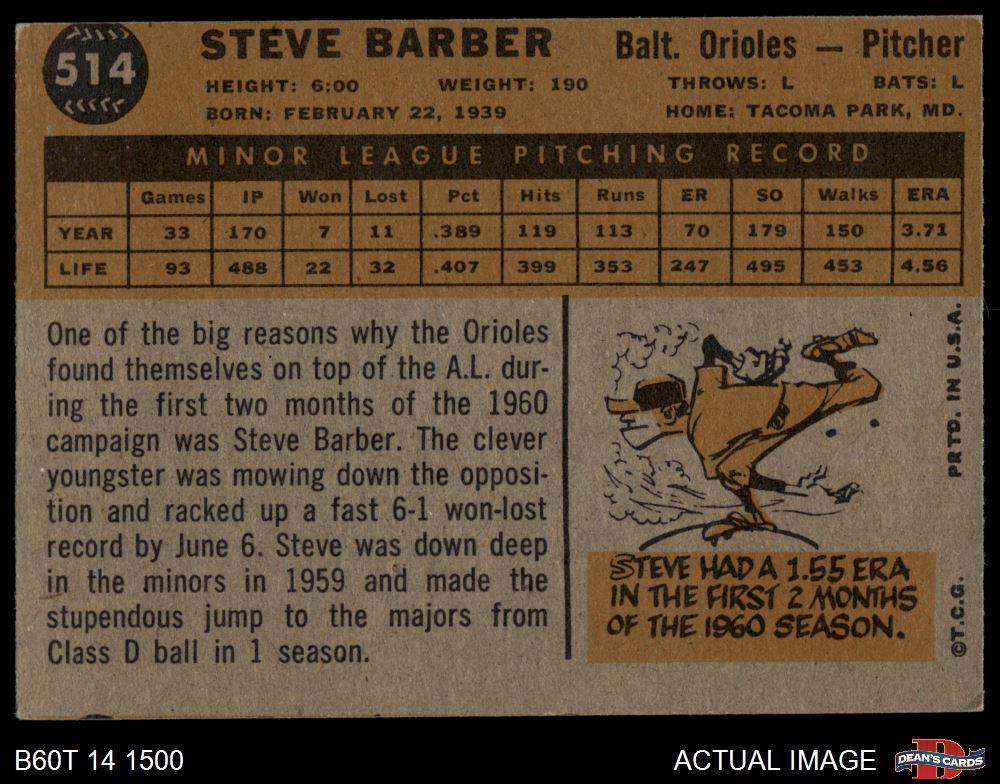 514
STEVE BARBER
Balt. Orioles — Pitcher
HEIGHT: 6:00 WEIGHT: 190 THROWS: L BATS: L
BORN: FEBRUARY 22, 1939 HOME: TACOMA PARK, MD.
MINOR LEAGUE PITCHING RECORD
Games IP Won Lost Pct Hits Runs ER SO Walks ERA
YEAR 33 170 7 11 .389 119 113 70 179 150 3.71
LIFE 93 488 22 32 .407 399 353 247 495 453 4.56
One of the big reasons why the Orioles
found themselves on top of the A.L. dur-
ing the first two months of the 1960
campaign was Steve Barber. The clever
youngster was mowing down the opposi-
tion and racked up a fast 6-1 won-lost
record by June 6. Steve was down deep
in the minors in 1959 and made the
stupendous jump to the majors from
Class D ball in 1 season.
STEVE HAD A 1.55 ERA
IN THE FIRST 2 MONTHS
OF THE 1960 SEASON.
©T.C.G. PRTD. IN U.S.A.
B60T 14 1500
ACTUAL IMAGE
D
DEAN'S CARDS